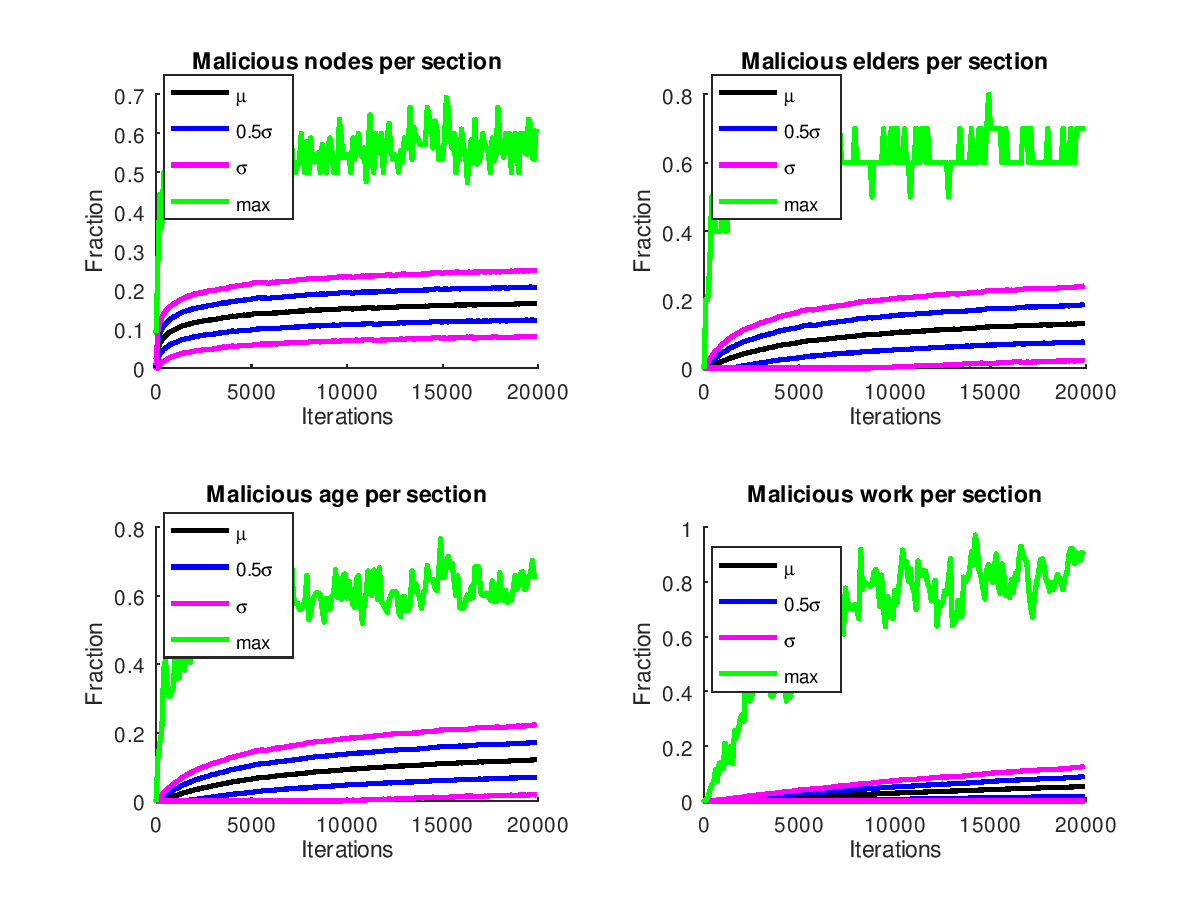 Malicious nodes per section
μ
0.5σ
σ
max
0.7
0.6
0.5
0.4
0.3
0.2
0.1
0
Fraction
0 5000 10000 15000 20000
Iterations
Malicious elders per section
μ
0.5σ
σ
max
0.8
0.6
0.4
0.2
0
Fraction
0 5000 10000 15000 20000
Iterations
Malicious age per section
μ
0.5σ
σ
max
0.8
0.6
0.4
0.2
0
Fraction
0 5000 10000 15000 20000
Iterations
Malicious work per section
μ
0.5σ
σ
max
1
0.8
0.6
0.4
0.2
0
Fraction
0 5000 10000 15000 20000
Iterations